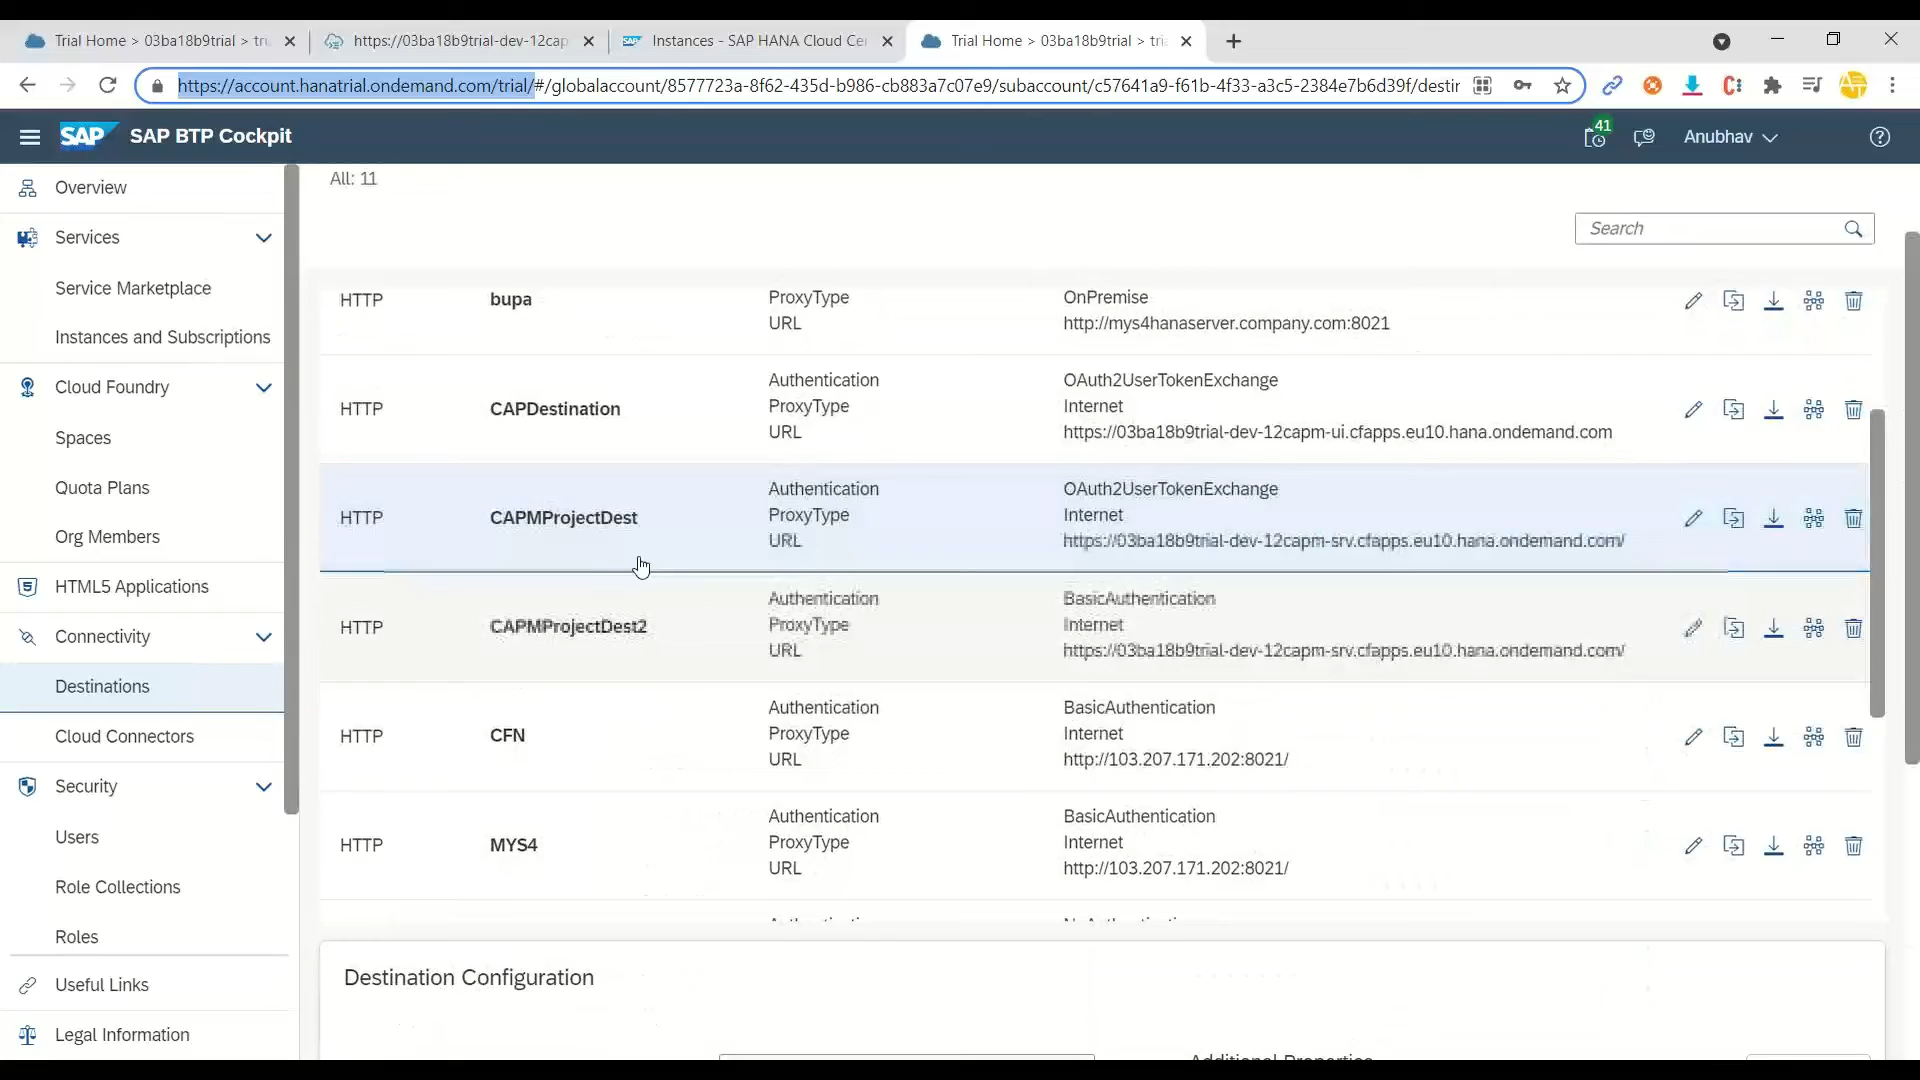 Trial Home > 03ba18b9trial > tru
https://03ba18b9trial-dev-12cap
Instances - SAP HANA Cloud Ce
Trial Home > 03ba18b9trial > tria
https://account.hanatrial.ondemand.com/trial/#/globalaccount/8577723a-8f62-435d-b986-cb883a7c07e9/subaccount/c57641a9-f61b-4f33-a3c5-2384e7b6d39f/destin
SAP SAP BTP Cockpit
41
Anubhav
Overview
Services
Service Marketplace
Instances and Subscriptions
Cloud Foundry
Spaces
Quota Plans
Org Members
HTML5 Applications
Connectivity
Destinations
Cloud Connectors
Security
Users
Role Collections
Roles
Useful Links
Legal Information
All: 11
Search
HTTP bupa ProxyType OnPremise
URL http://mys4hanaserver.company.com:8021
Authentication OAuth2UserTokenExchange
HTTP CAPDestination ProxyType Internet
URL https://03ba18b9trial-dev-12capm-ui.cfapps.eu10.hana.ondemand.com
Authentication OAuth2UserTokenExchange
HTTP CAPMProjectDest ProxyType Internet
URL https://03ba18b9trial-dev-12capm-srv.cfapps.eu10.hana.ondemand.com/
Authentication BasicAuthentication
HTTP CAPMProjectDest2 ProxyType Internet
URL https://03ba18b9trial-dev-12capm-srv.cfapps.eu10.hana.ondemand.com/
Authentication BasicAuthentication
HTTP CFN ProxyType Internet
URL http://103.207.171.202:8021/
Authentication BasicAuthentication
HTTP MYS4 ProxyType Internet
URL http://103.207.171.202:8021/
Destination Configuration
Additional Properties